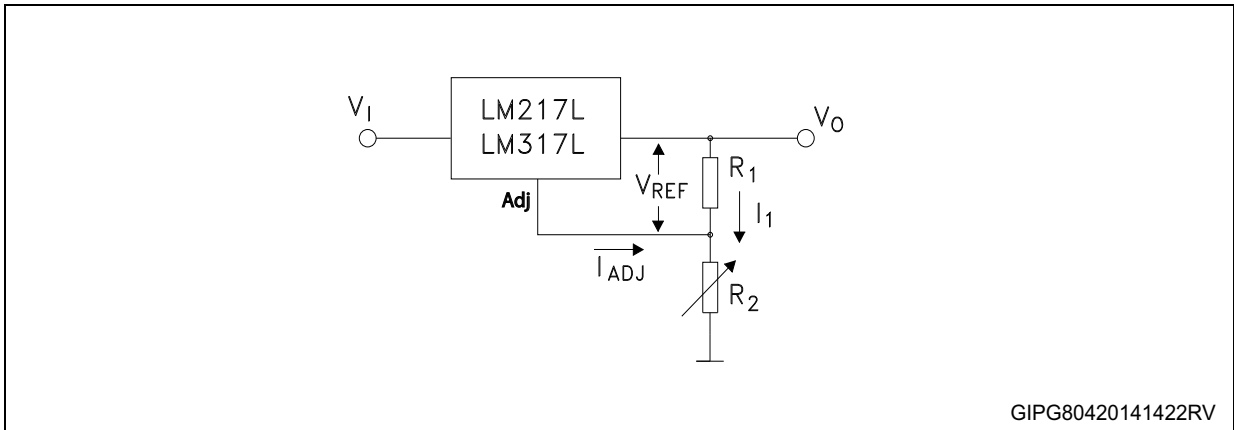 V_I
LM217L
LM317L
V_O
Adj
V_REF
R_1
I_1
I_ADJ
R_2
GIPG80420141422RV